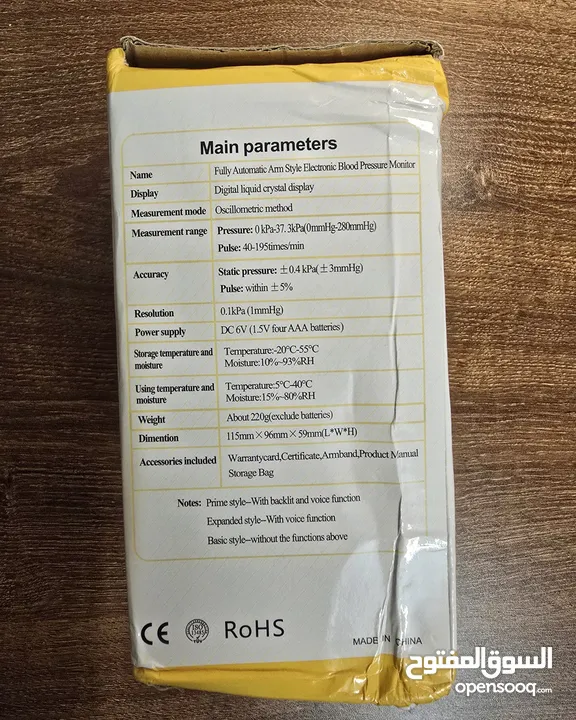 Main parameters
Name Fully Automatic Arm Style Electronic Blood Pressure Monitor
Display Digital liquid crystal display
Measurement mode Oscillometric method
Measurement range Pressure: 0 kPa-37. 3kPa(0mmHg-280mmHg)
Pulse: 40-195times/min
Accuracy Static pressure: ±0.4 kPa(±3mmHg)
Pulse: within ±5%
Resolution 0.1kPa (1mmHg)
Power supply DC 6V (1.5V four AAA batteries)
Storage temperature and moisture Temperature:-20°C-55°C
Moisture:10%~93%RH
Using temperature and moisture Temperature:5°C-40°C
Moisture:15%~80%RH
Weight About 220g(exclude batteries)
Dimention 115mm×96mm×59mm(L*W*H)
Accessories included Warrantycard,Certificate,Armband,Product Manual
Storage Bag
Notes: Prime style–With backlit and voice function
Expanded style–With voice function
Basic style–without the functions above
CE ISO 13485 RoHS
MADE IN CHINA
السوق المفتوح
opensooq.com